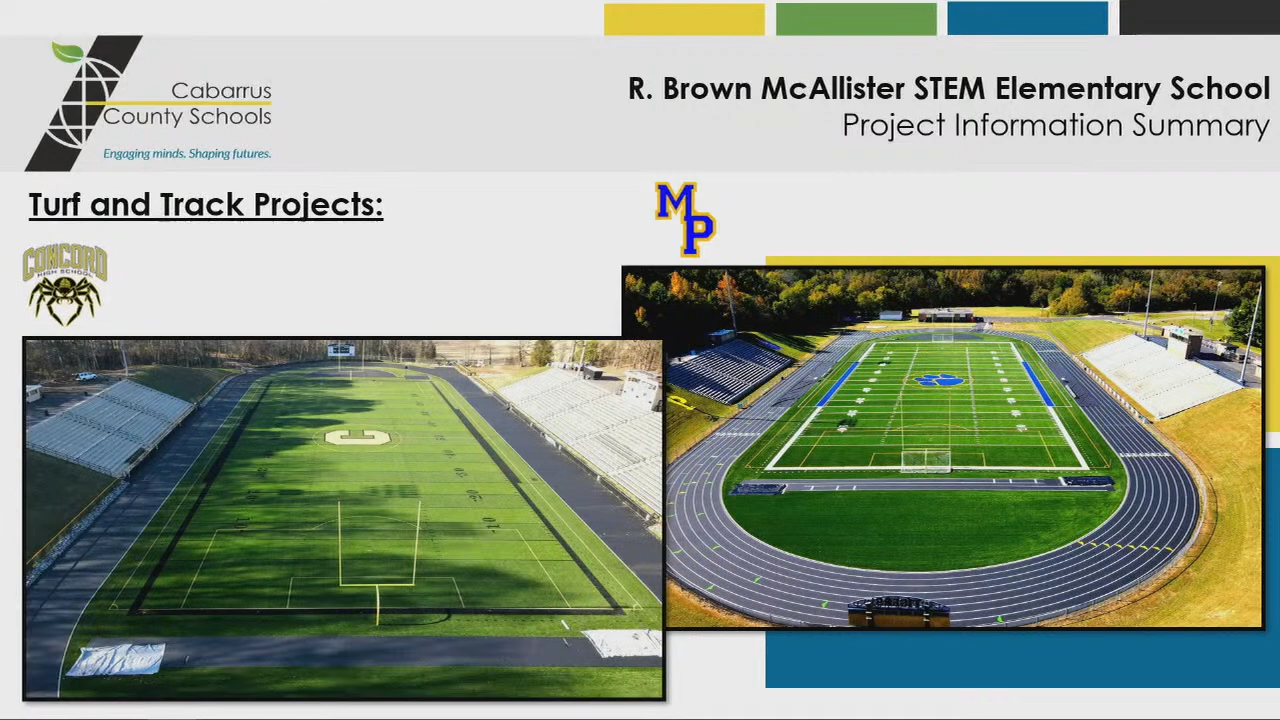 Cabarrus
County Schools
Engaging minds. Shaping futures.
R. Brown McAllister STEM Elementary School
Project Information Summary
Turf and Track Projects:
CONCORD
HIGH SCHOOL
MP
C